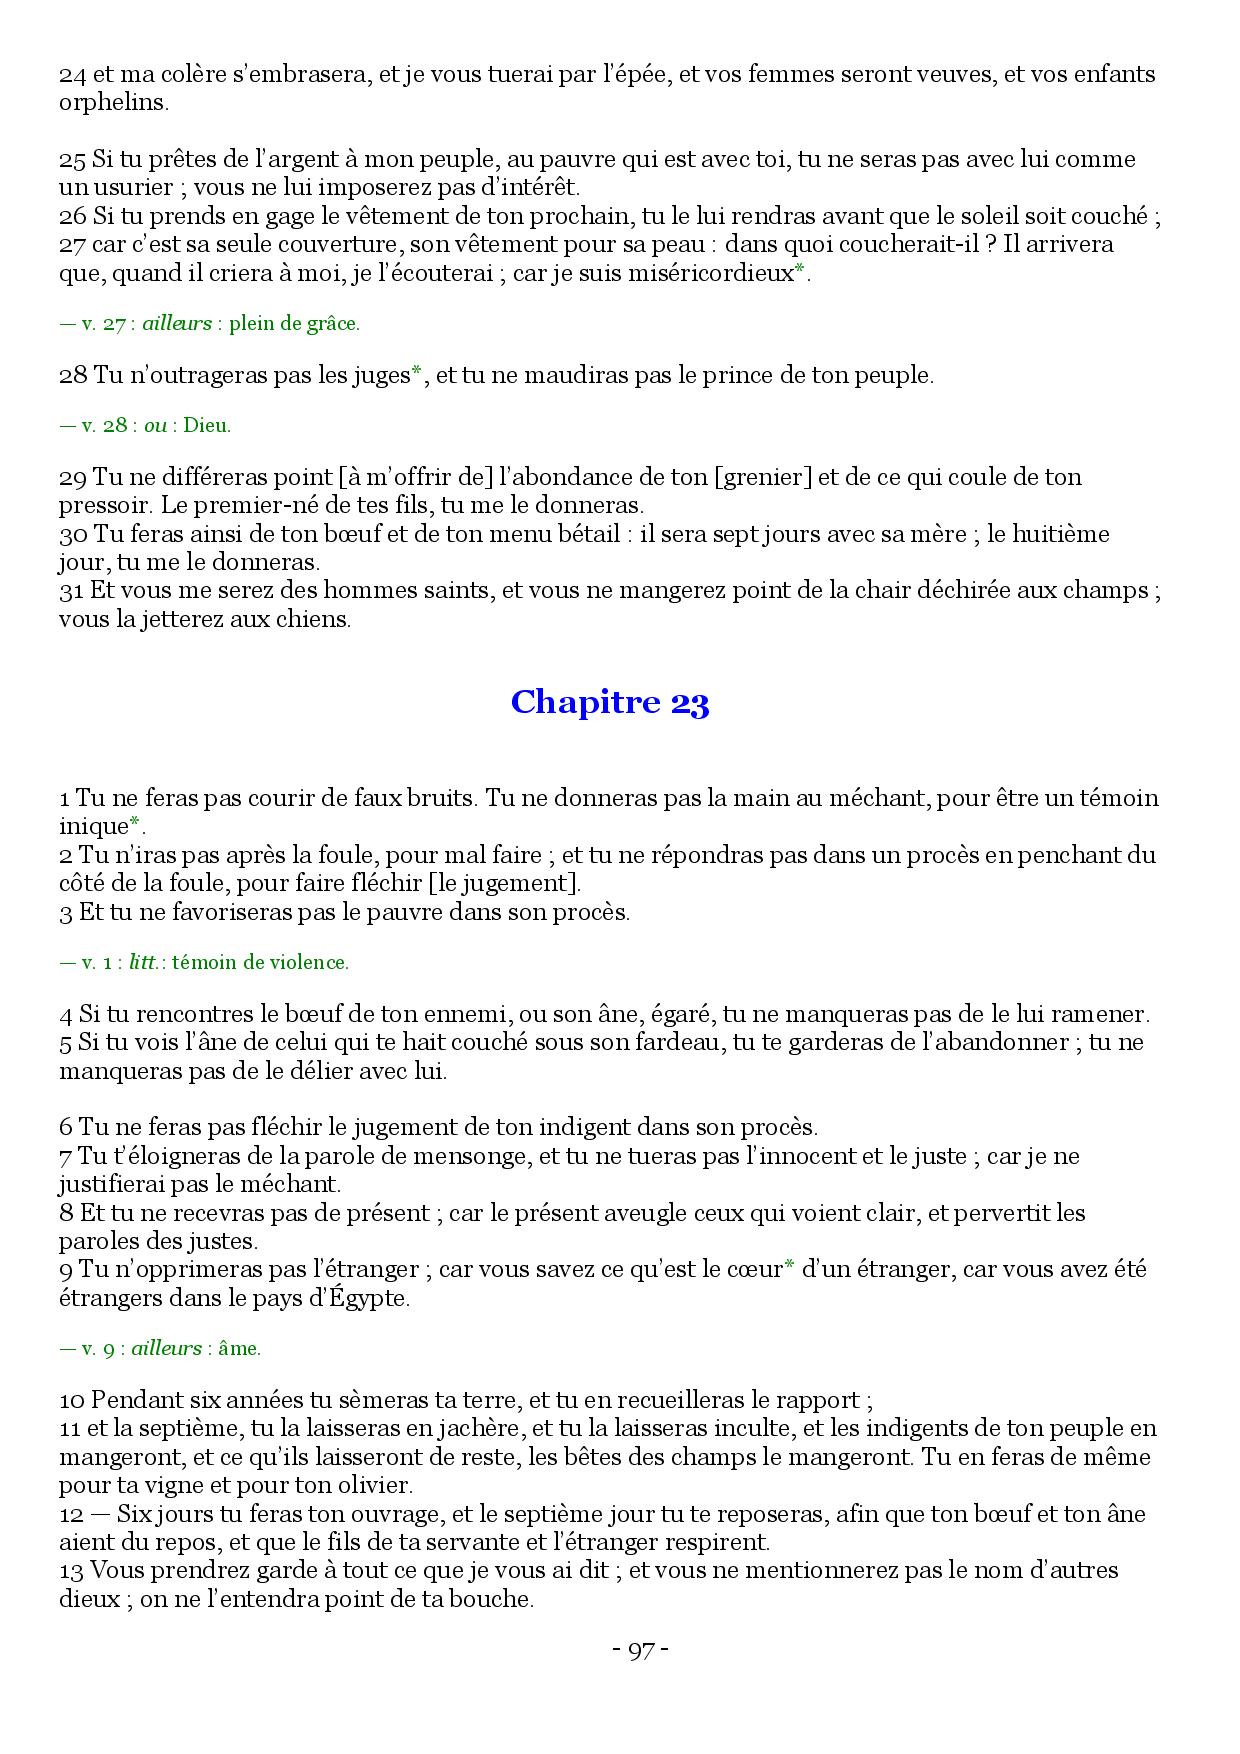 24 et ma colère s’embrasera, et je vous tuerai par l’épée, et vos femmes seront veuves, et vos enfants
orphelins.
25 Si tu prêtes de l’argent à mon peuple, au pauvre qui est avec toi, tu ne seras pas avec lui comme
un usurier ; vous ne lui imposerez pas d’intérêt.
26 Si tu prends en gage le vêtement de ton prochain, tu le lui rendras avant que le soleil soit couché ;
27 car c’est sa seule couverture, son vêtement pour sa peau : dans quoi coucherait-il ? Il arrivera
que, quand il criera à moi, je l’écouterai ; car je suis miséricordieux*.
— v. 27 : ailleurs : plein de grâce.
28 Tu n’outrageras pas les juges*, et tu ne maudiras pas le prince de ton peuple.
— v. 28 : ou : Dieu.
29 Tu ne différeras point [à m’offrir de] l’abondance de ton [grenier] et de ce qui coule de ton
pressoir. Le premier-né de tes fils, tu me le donneras.
30 Tu feras ainsi de ton bœuf et de ton menu bétail : il sera sept jours avec sa mère ; le huitième
jour, tu me le donneras.
31 Et vous me serez des hommes saints, et vous ne mangerez point de la chair déchirée aux champs ;
vous la jetterez aux chiens.
Chapitre 23
1 Tu ne feras pas courir de faux bruits. Tu ne donneras pas la main au méchant, pour être un témoin
inique*.
2 Tu n’iras pas après la foule, pour mal faire ; et tu ne répondras pas dans un procès en penchant du
côté de la foule, pour faire fléchir [le jugement].
3 Et tu ne favoriseras pas le pauvre dans son procès.
— v. 1 : litt.: témoin de violence.
4 Si tu rencontres le bœuf de ton ennemi, ou son âne, égaré, tu ne manqueras pas de le lui ramener.
5 Si tu vois l’âne de celui qui te hait couché sous son fardeau, tu te garderas de l’abandonner ; tu ne
manqueras pas de le délier avec lui.
6 Tu ne feras pas fléchir le jugement de ton indigent dans son procès.
7 Tu t’éloigneras de la parole de mensonge, et tu ne tueras pas l’innocent et le juste ; car je ne
justifierai pas le méchant.
8 Et tu ne recevras pas de présent ; car le présent aveugle ceux qui voient clair, et pervertit les
paroles des justes.
9 Tu n’opprimeras pas l’étranger ; car vous savez ce qu’est le cœur* d’un étranger, car vous avez été
étrangers dans le pays d’Égypte.
— v. 9 : ailleurs : âme.
10 Pendant six années tu sèmeras ta terre, et tu en recueilleras le rapport ;
11 et la septième, tu la laisseras en jachère, et tu la laisseras inculte, et les indigents de ton peuple en
mangeront, et ce qu’ils laisseront de reste, les bêtes des champs le mangeront. Tu en feras de même
pour ta vigne et pour ton olivier.
12 — Six jours tu feras ton ouvrage, et le septième jour tu te reposeras, afin que ton bœuf et ton âne
aient du repos, et que le fils de ta servante et l’étranger respirent.
13 Vous prendrez garde à tout ce que je vous ai dit ; et vous ne mentionnerez pas le nom d’autres
dieux ; on ne l’entendra point de ta bouche.
- 97 -